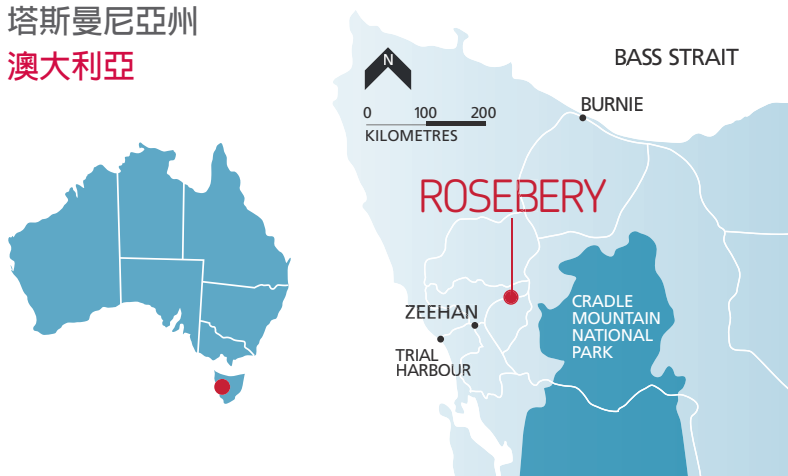 塔斯曼尼亞州
澳大利亞
N
0 100 200
KILOMETRES
BASS STRAIT
BURNIE
ROSEBERY
ZEEHAN
TRIAL
HARBOUR
CRADLE
MOUNTAIN
NATIONAL
PARK